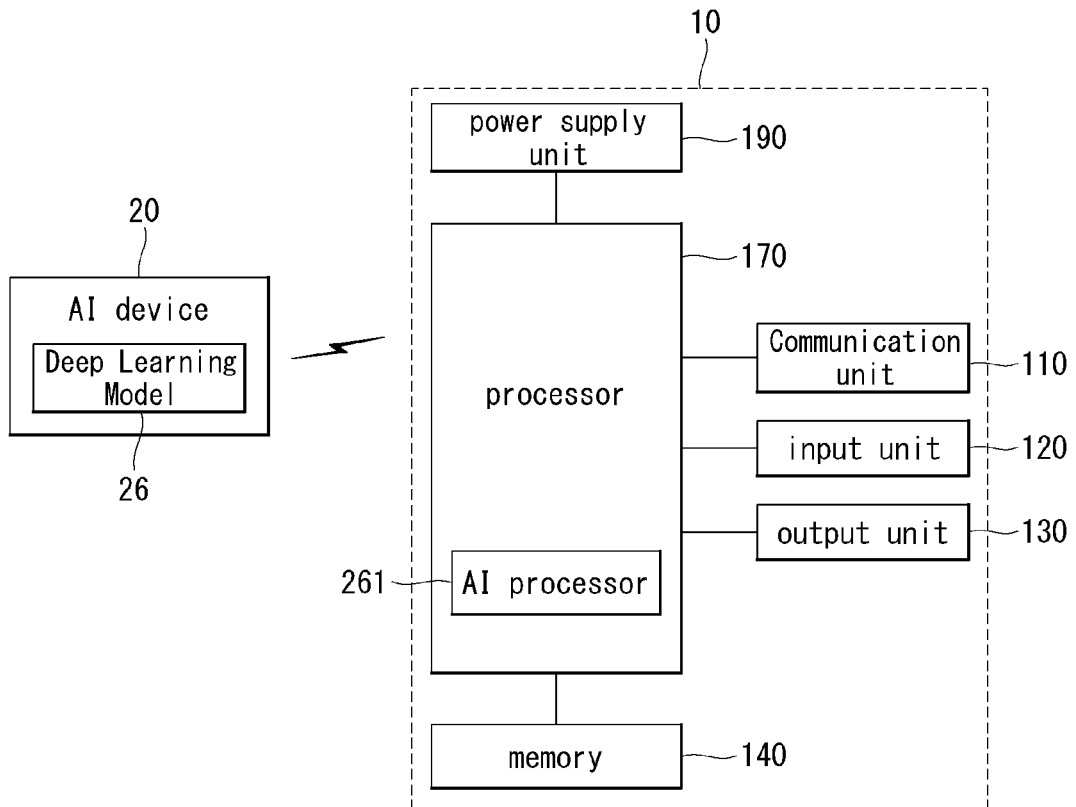 10
power supply
unit
190
20
170
AI device
Deep Learning
Model
26
Communication
unit
110
processor
input unit
120
output unit
130
261
AI processor
memory
140